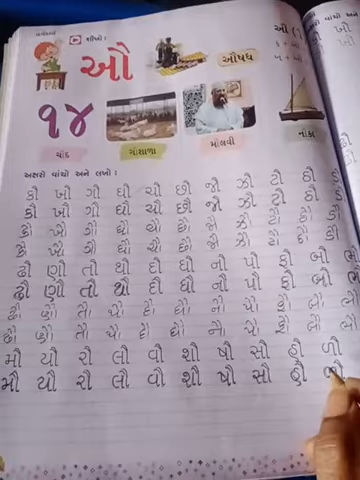 શીખો :
ઔ
ઔષધ
ઔ ( ૌ )
૧૪
ચાંદ
ગૌશાળા
મૌલવી
નૌકા
અક્ષરો વાંચો અને લખો :
કૌ ખૌ ગૌ ઘૌ ચૌ છૌ જૌ ઝૌ ટૌ ઠૌ
કૌ ખૌ ગૌ ઘૌ ચૌ છૌ જૌ ઝૌ ટૌ ઠૌ
કૌ ખૌ ગૌ ઘૌ ચૌ છૌ જૌ ઝૌ ટૌ ઠૌ
કૌ ખૌ ગૌ ઘૌ ચૌ છૌ જૌ ઝૌ ટૌ ઠૌ
ઢૌ ણૌ તૌ થૌ દૌ ધૌ નૌ પૌ ફૌ બૌ ભૌ
ઢૌ ણૌ તૌ થૌ દૌ ધૌ નૌ પૌ ફૌ બૌ ભૌ
ઢૌ ણૌ તૌ થૌ દૌ ધૌ નૌ પૌ ફૌ બૌ ભૌ
ઢૌ ણૌ તૌ થૌ દૌ ધૌ નૌ પૌ ફૌ બૌ ભૌ
મૌ યૌ રૌ લૌ વૌ શૌ ષૌ સૌ હૌ ળૌ
મૌ યૌ રૌ લૌ વૌ શૌ ષૌ સૌ હૌ ળૌ